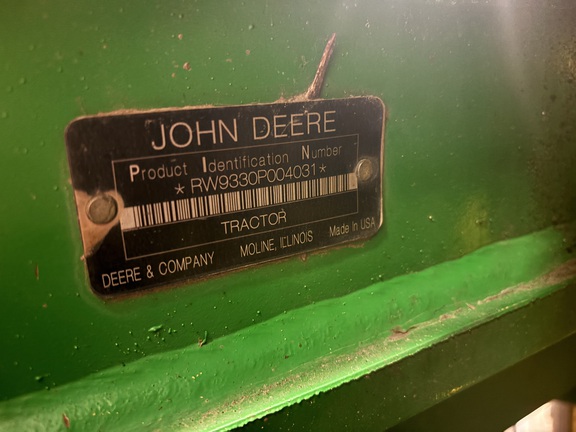 JOHN DEERE
Product Identification Number
* RW9330P004031 *
TRACTOR
DEERE & COMPANY MOLINE, ILLINOIS Made in USA